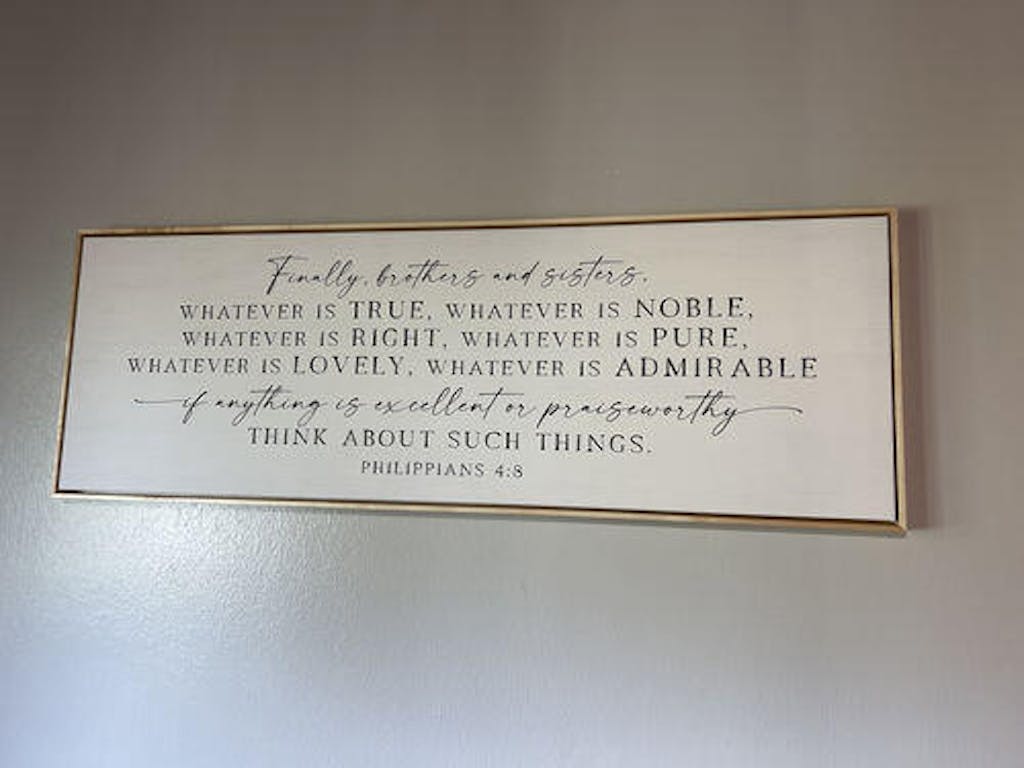 Finally, brothers and sisters,
WHATEVER IS TRUE, WHATEVER IS NOBLE,
WHATEVER IS RIGHT, WHATEVER IS PURE,
WHATEVER IS LOVELY, WHATEVER IS ADMIRABLE
if anything is excellent or praiseworthy
THINK ABOUT SUCH THINGS.
PHILIPPIANS 4:8